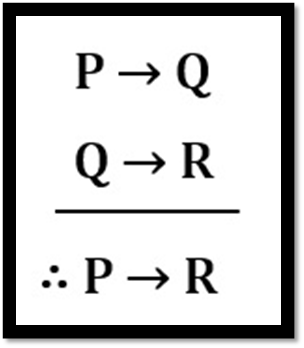 P → Q
Q → R
∴ P → R